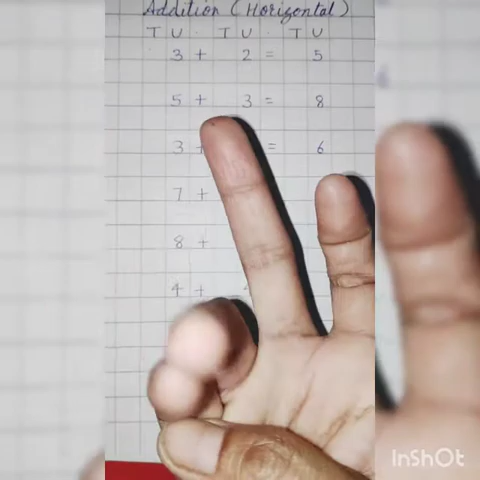 Addition (Horizontal)
T U T U T U
3 + 2 = 5
5 + 3 = 8
3 + = 6
7 +
8 +
4 +
InShOt